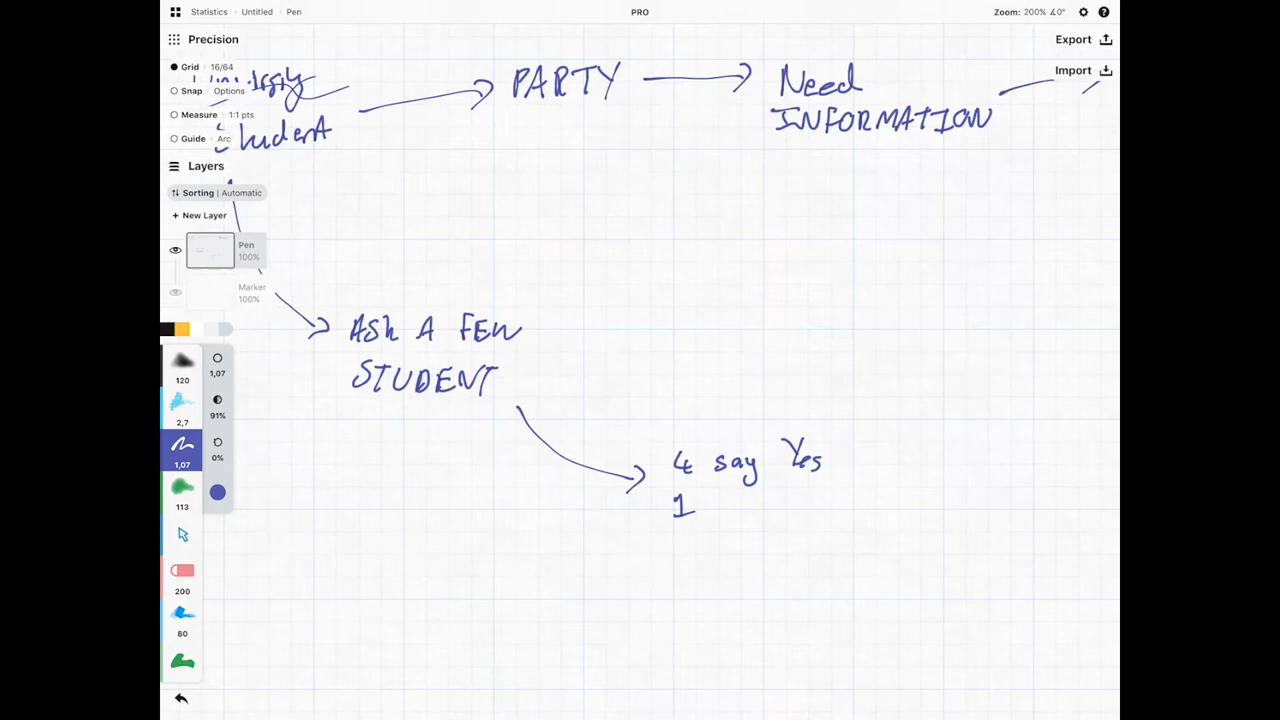 Statistics Untitled Pen
PRO
Zoom: 200% ∡0°
Precision
Export
Import
Grid 16/64
Snap Options
Measure 1:1 pts
Guide Arc
Student
PARTY
Need
INFORMATION
Layers
Sorting | Automatic
+ New Layer
Pen
100%
Marker
100%
ASk A FEW
STUDENT
4 say Yes
1
120
2,7
1,07
113
200
80
1,07
91%
0%